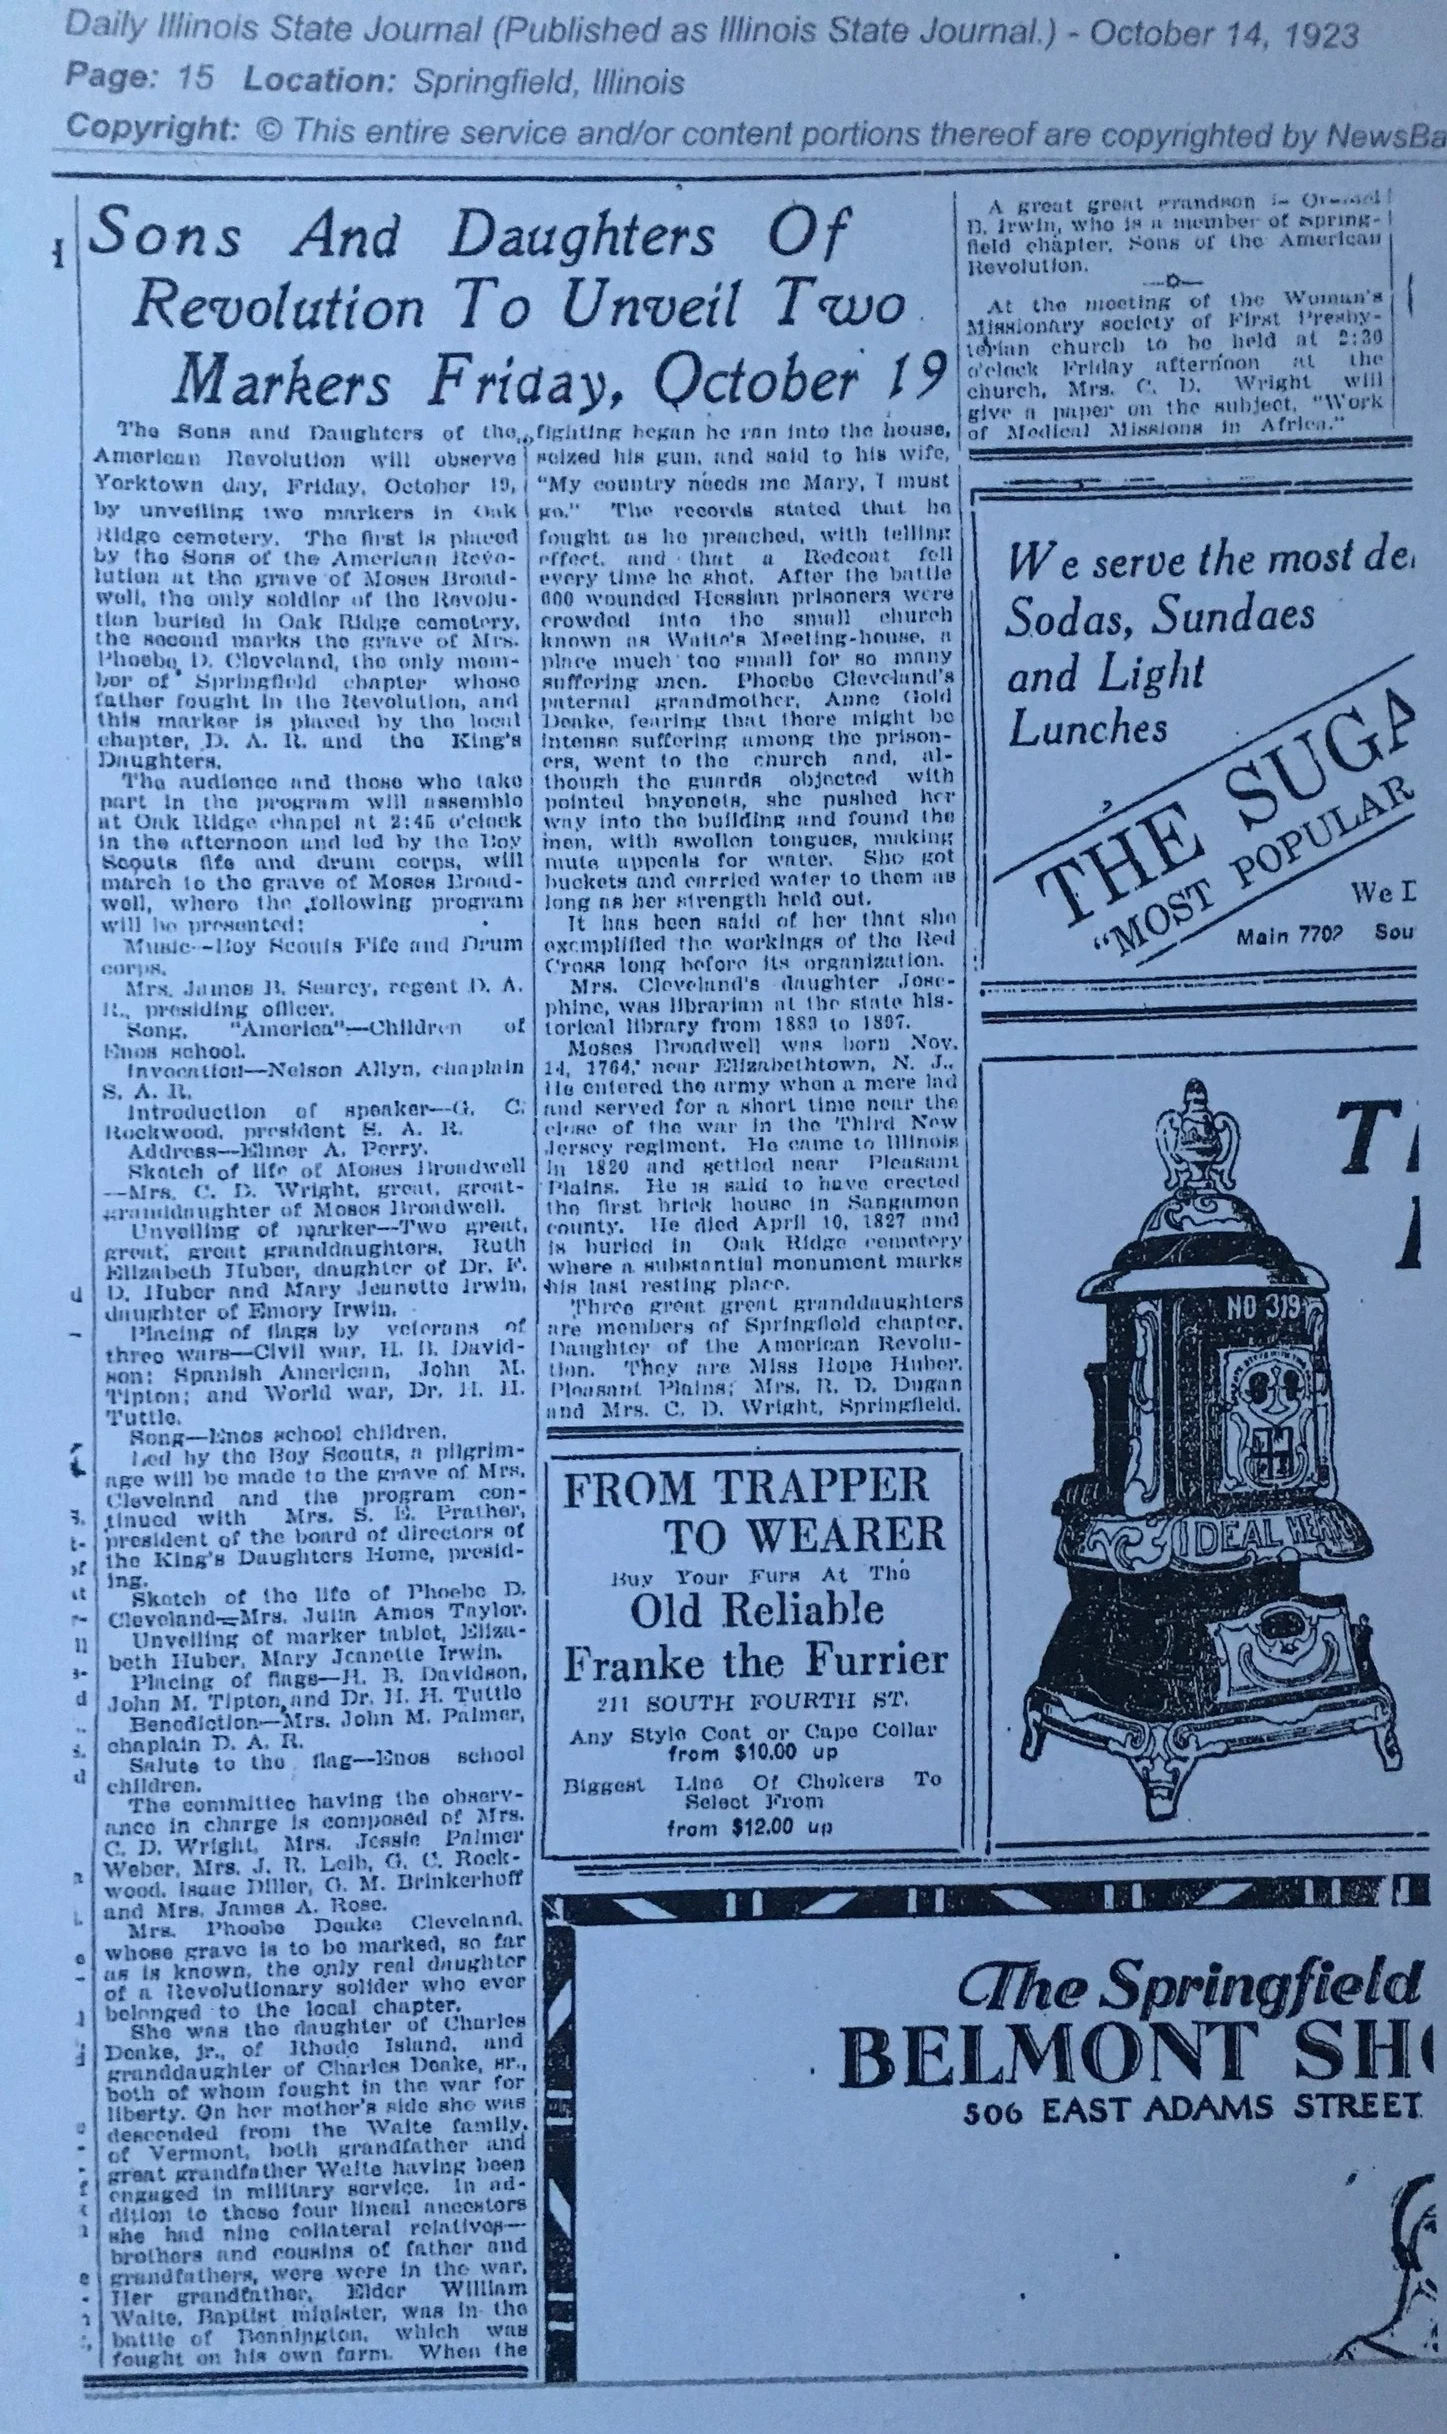 Daily Illinois State Journal (Published as Illinois State Journal.) - October 14, 1923
Page: 15 Location: Springfield, Illinois
Copyright: © This entire service and/or content portions thereof are copyrighted by NewsBa
Sons And Daughters Of
Revolution To Unveil Two
Markers Friday, October 19
The Sons and Daughters of the
American Revolution will observe
Yorktown day, Friday, October 19,
by unveiling two markers in Oak
Ridge cemetery. The first is placed
by the Sons of the American Revo-
lution at the grave of Moses Broad-
well, the only soldier of the Revolu-
tion buried in Oak Ridge cemetery,
the second marks the grave of Mrs.
Phoebe D. Cleveland, the only mem-
ber of Springfield chapter whose
father fought in the Revolution, and
this marker is placed by the local
chapter, D. A. R. and the King's
Daughters.
The audience and those who take
part in the program will assemble
at Oak Ridge chapel at 2:45 o'clock
in the afternoon and led by the Boy
Scouts fife and drum corps, will
march to the grave of Moses Broad-
well, where the following program
will be presented:
Music--Boy Scouts Fife and Drum
corps.
Mrs. James B. Searcy, regent D. A.
R., presiding officer.
Song, "America"—Children of
Enos school.
Invocation—Nelson Allyn, chaplain
S. A. R.
Introduction of speaker—G. C.
Rockwood, president S. A. R.
Address—Elmer A. Perry.
Sketch of life of Moses Broadwell
--Mrs. C. D. Wright, great, great-
granddaughter of Moses Broadwell.
Unveiling of marker—Two great,
great, great granddaughters, Ruth
Elizabeth Huber, daughter of Dr. F.
D. Huber and Mary Jeanette Irwin,
daughter of Emory Irwin.
Placing of flags by veterans of
three wars—Civil war, H. B. David-
son; Spanish American, John M.
Tipton; and World war, Dr. H. H.
Tuttle.
Song—Enos school children.
Led by the Boy Scouts, a pilgrim-
age will be made to the grave of Mrs.
Cleveland and the program con-
tinued with Mrs. S. E. Prather,
president of the board of directors of
the King's Daughters Home, presid-
ing.
Sketch of the life of Phoebe D.
Cleveland—Mrs. Julia Amos Taylor.
Unveiling of marker tablet, Eliza-
beth Huber, Mary Jeanette Irwin.
Placing of flags—H. B. Davidson,
John M. Tipton and Dr. H. H. Tuttle
Benediction—Mrs. John M. Palmer,
chaplain D. A. R.
Salute to the flag—Enos school
children.
The committee having the observ-
ance in charge is composed of Mrs.
C. D. Wright, Mrs. Jessie Palmer
Weber, Mrs. J. R. Leib, G. C. Rock-
wood, Isaac Diller, G. M. Brinkerhoff
and Mrs. James A. Rose.
Mrs. Phoebe Deake Cleveland,
whose grave is to be marked, so far
as is known, the only real daughter
of a Revolutionary solider who ever
belonged to the local chapter.
She was the daughter of Charles
Deake, jr., of Rhode Island, and
granddaughter of Charles Deake, sr.,
both of whom fought in the war for
liberty. On her mother's side she was
descended from the Waite family,
of Vermont, both grandfather and
great grandfather Waite having been
engaged in military service. In ad-
dition to these four lineal ancestors
she had nine collateral relatives—
brothers and cousins of father and
grandfathers, were were in the war.
Her grandfather, Elder William
Waite, Baptist minister, was in the
battle of Bennington, which was
fought on his own farm. When the
fighting began he ran into the house,
seized his gun, and said to his wife,
"My country needs me Mary, I must
go." The records stated that he
fought as he preached, with telling
effect, and that a Redcoat fell
every time he shot. After the battle
600 wounded Hessian prisoners were
crowded into the small church
known as Waite's Meeting-house, a
place much too small for so many
suffering men. Phoebe Cleveland's
paternal grandmother, Anne Gold
Deake, fearing that there might be
intense suffering among the prison-
ers, went to the church and, al-
though the guards objected with
pointed bayonets, she pushed her
way into the building and found the
men, with swollen tongues, making
mute appeals for water. She got
buckets and carried water to them as
long as her strength held out.
It has been said of her that she
exemplified the workings of the Red
Cross long before its organization.
Mrs. Cleveland's daughter Jose-
phine, was librarian at the state his-
torical library from 1889 to 1897.
Moses Broadwell was born Nov.
14, 1764, near Elizabethtown, N. J.,
He entered the army when a mere lad
and served for a short time near the
close of the war in the Third New
Jersey regiment. He came to Illinois
in 1820 and settled near Pleasant
Plains. He is said to have erected
the first brick house in Sangamon
county. He died April 10, 1827 and
is buried in Oak Ridge cemetery
where a substantial monument marks
his last resting place.
Three great great granddaughters
are members of Springfield chapter,
Daughter of the American Revolu-
tion. They are Miss Hope Huber,
Pleasant Plains; Mrs. R. D. Dugan
and Mrs. C. D. Wright, Springfield.
A great great grandson is
D. Irwin, who is a member of Spring-
field chapter, Sons of the American
Revolution.
—o—
At the meeting of the Woman's
Missionary society of First Presby-
terian church to be held at 2:30
o'clock Friday afternoon at the
church, Mrs. C. D. Wright will
give a paper on the subject, "Work
of Medical Missions in Africa."
We serve the most de
Sodas, Sundaes
and Light
Lunches
THE SUGA
"MOST POPULAR
We D
Main 770? Sou
FROM TRAPPER
TO WEARER
Buy Your Furs At The
Old Reliable
Franke the Furrier
211 SOUTH FOURTH ST.
Any Style Coat or Cape Collar
from $10.00 up
Biggest Line Of Chokers To
Select From
from $12.00 up
NO 319
IDEAL HEAT
The Springfield
BELMONT SH
506 EAST ADAMS STREET